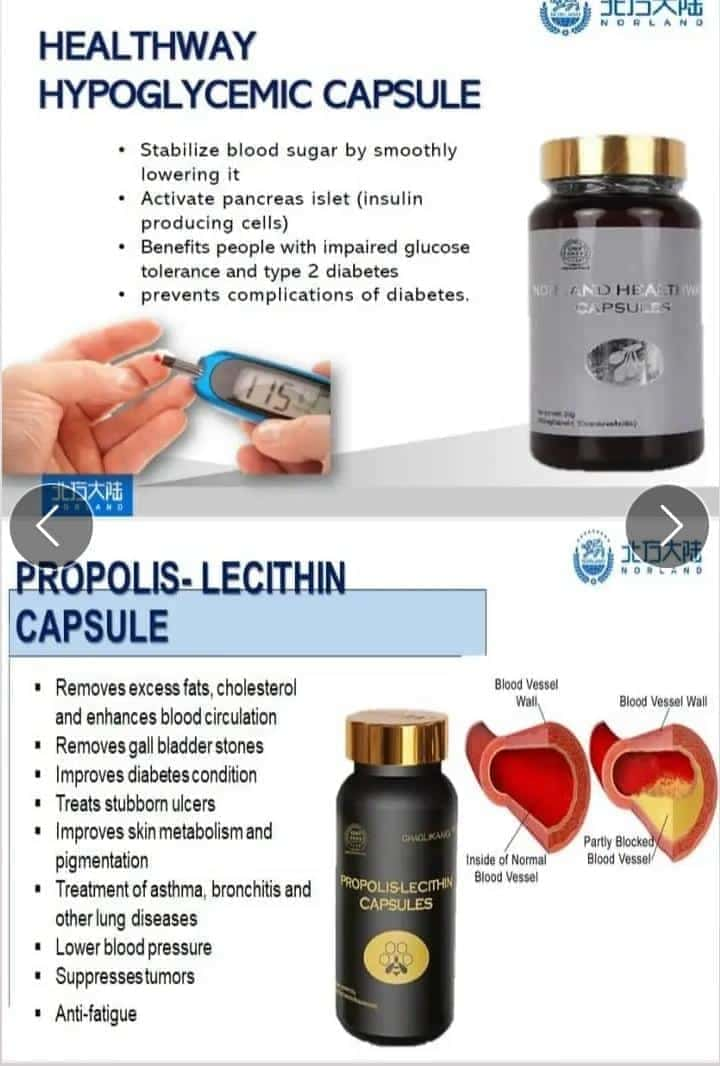 北方大陆
NORLAND
HEALTHWAY
HYPOGLYCEMIC CAPSULE
• Stabilize blood sugar by smoothly
lowering it
• Activate pancreas islet (insulin
producing cells)
• Benefits people with impaired glucose
tolerance and type 2 diabetes
• prevents complications of diabetes.
NORLAND HEALTHWAY
CAPSULES
115
北方大陆
NORLAND
北方大陆
NORLAND
PROPOLIS- LECITHIN
CAPSULE
▪ Removes excess fats, cholesterol
and enhances blood circulation
▪ Removes gall bladder stones
▪ Improves diabetes condition
▪ Treats stubborn ulcers
▪ Improves skin metabolism and
pigmentation
▪ Treatment of asthma, bronchitis and
other lung diseases
▪ Lower blood pressure
▪ Suppresses tumors
▪ Anti-fatigue
PROPOLIS-LECITHIN
CAPSULES
Blood Vessel
Wall
Blood Vessel Wall
Inside of Normal
Blood Vessel
Partly Blocked
Blood Vessel